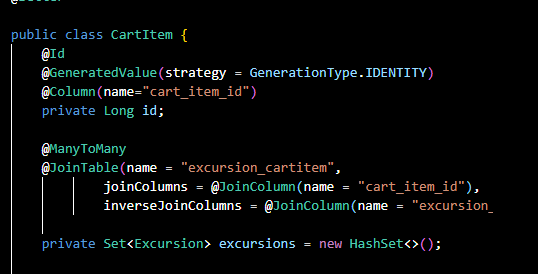 public class CartItem {
@Id
@GeneratedValue(strategy = GenerationType.IDENTITY)
@Column(name="cart_item_id")
private Long id;
@ManyToMany
@JoinTable(name = "excursion_cartitem",
joinColumns = @JoinColumn(name = "cart_item_id"),
inverseJoinColumns = @JoinColumn(name = "excursion_
private Set<Excursion> excursions = new HashSet<>();